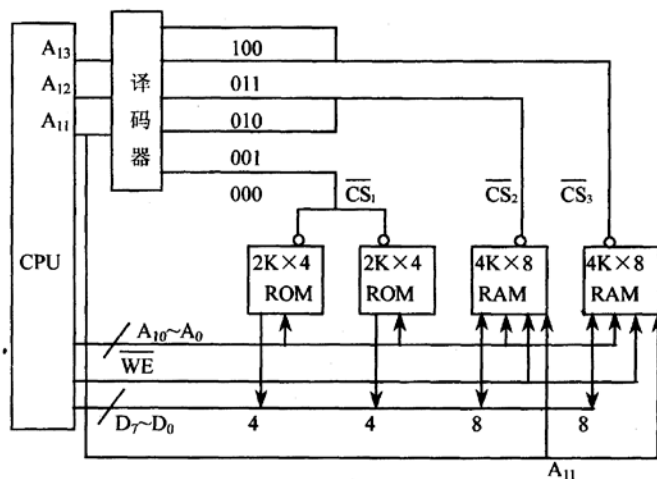 A13
A12
A11
译码器
100
011
010
001
000
CS1
CS2
CS3
CPU
2K×4
ROM
2K×4
ROM
4K×8
RAM
4K×8
RAM
A10~A0
WE
D7~D0
4
4
8
8
A11